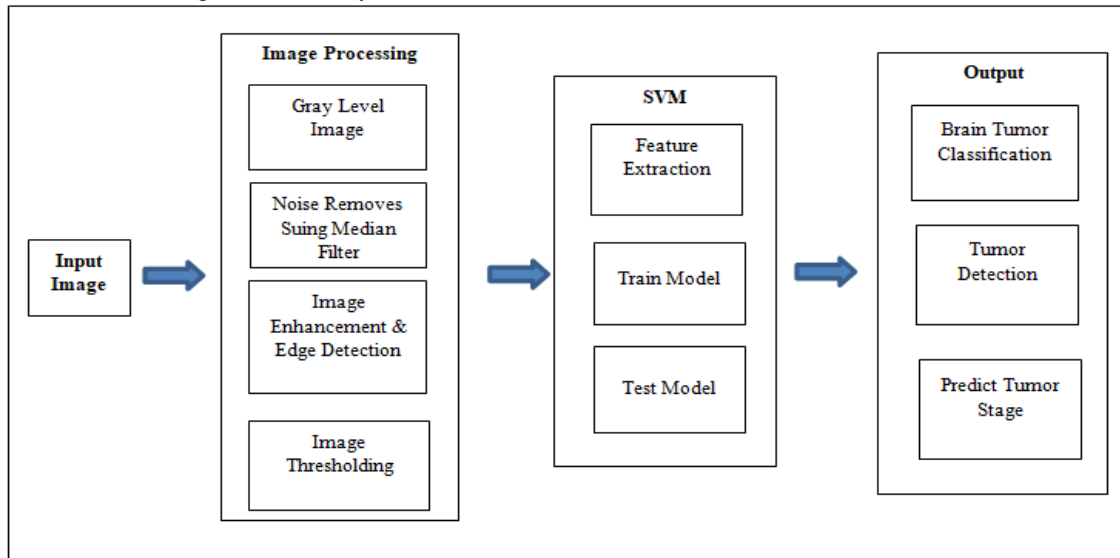 Input
Image
Image Processing
Gray Level
Image
Noise Removes
Suing Median
Filter
Image
Enhancement &
Edge Detection
Image
Thresholding
SVM
Feature
Extraction
Train Model
Test Model
Output
Brain Tumor
Classification
Tumor
Detection
Predict Tumor
Stage